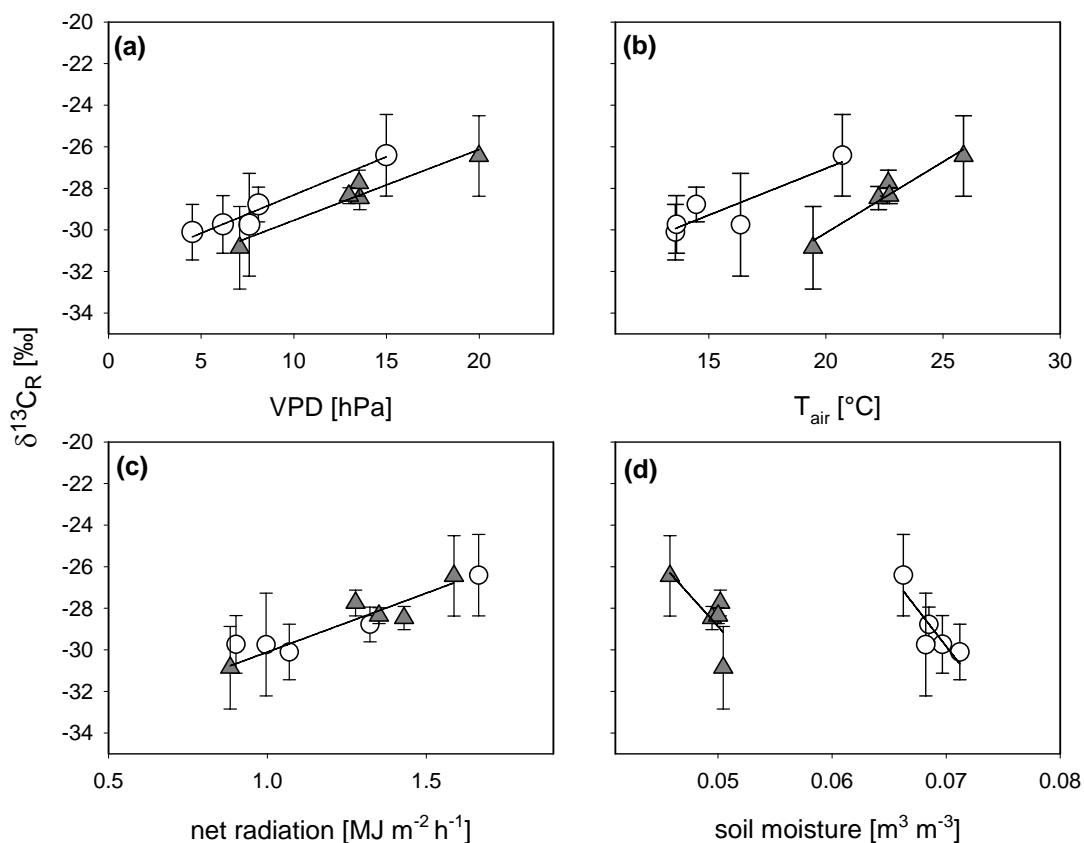 (a)
-20
-22
-24
-26
-28
-30
-32
-34
0 5 10 15 20
VPD [hPa]
(b)
15 20 25 30
T_air [°C]
δ¹³C_R [‰]
(c)
-20
-22
-24
-26
-28
-30
-32
-34
0.5 1.0 1.5
net radiation [MJ m⁻² h⁻¹]
(d)
0.05 0.06 0.07 0.08
soil moisture [m³ m⁻³]